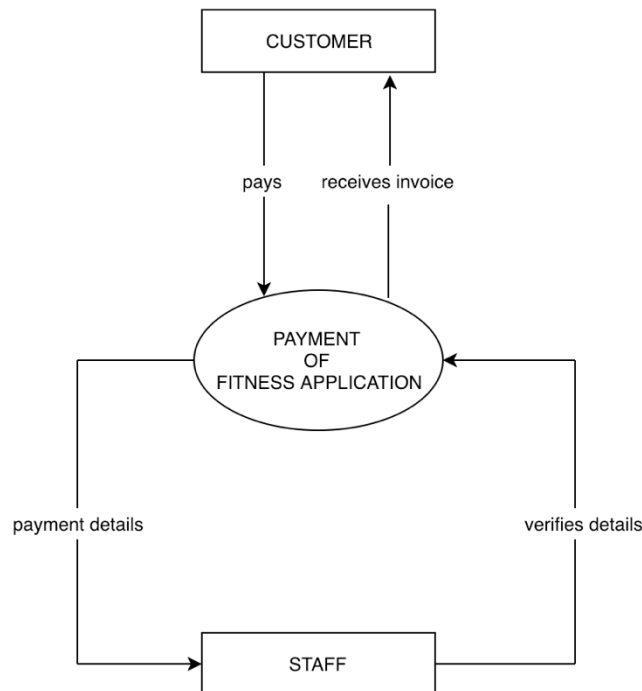 CUSTOMER
pays
receives invoice
PAYMENT
OF
FITNESS APPLICATION
payment details
verifies details
STAFF